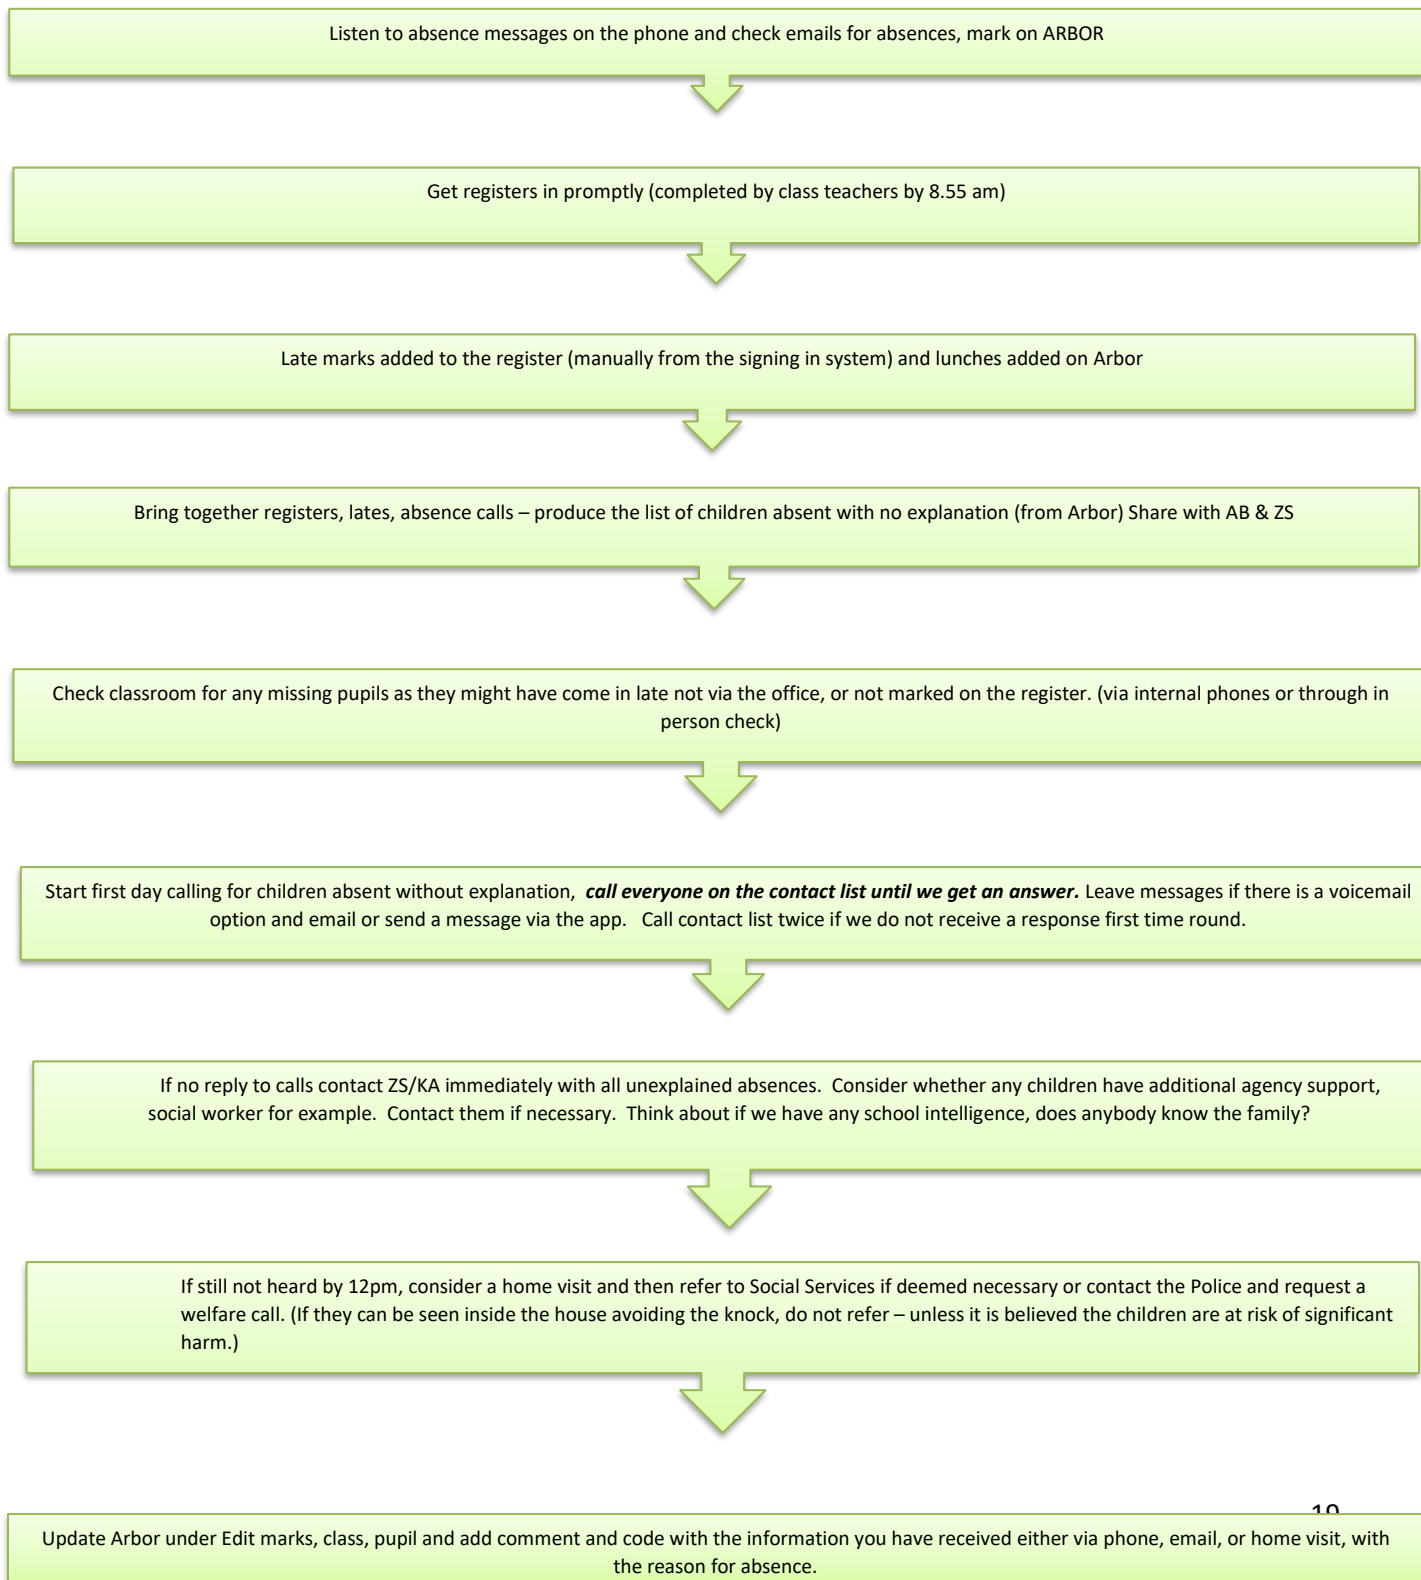 Listen to absence messages on the phone and check emails for absences, mark on ARBOR
Get registers in promptly (completed by class teachers by 8.55 am)
Late marks added to the register (manually from the signing in system) and lunches added on Arbor
Bring together registers, lates, absence calls – produce the list of children absent with no explanation (from Arbor) Share with AB & ZS
Check classroom for any missing pupils as they might have come in late not via the office, or not marked on the register. (via internal phones or through in
person check)
Start first day calling for children absent without explanation, call everyone on the contact list until we get an answer. Leave messages if there is a voicemail
option and email or send a message via the app. Call contact list twice if we do not receive a response first time round.
If no reply to calls contact ZS/KA immediately with all unexplained absences. Consider whether any children have additional agency support,
social worker for example. Contact them if necessary. Think about if we have any school intelligence, does anybody know the family?
If still not heard by 12pm, consider a home visit and then refer to Social Services if deemed necessary or contact the Police and request a
welfare call. (If they can be seen inside the house avoiding the knock, do not refer – unless it is believed the children are at risk of significant
harm.)
Update Arbor under Edit marks, class, pupil and add comment and code with the information you have received either via phone, email, or home visit, with
the reason for absence.